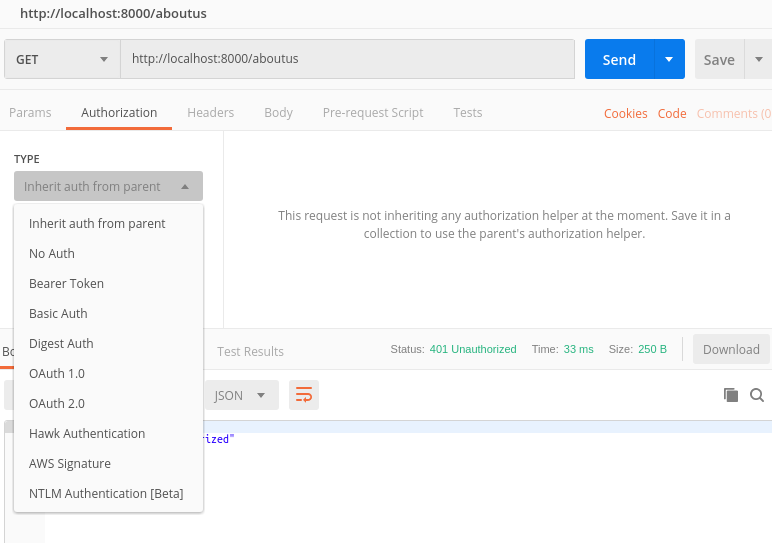 http://localhost:8000/aboutus
GET http://localhost:8000/aboutus Send Save
Params Authorization Headers Body Pre-request Script Tests Cookies Code Comments (0
TYPE
Inherit auth from parent
This request is not inheriting any authorization helper at the moment. Save it in a
collection to use the parent's authorization helper.
Inherit auth from parent
No Auth
Bearer Token
Basic Auth
Digest Auth
OAuth 1.0
OAuth 2.0
Hawk Authentication
AWS Signature
NTLM Authentication [Beta]
Test Results Status: 401 Unauthorized Time: 33 ms Size: 250 B Download
JSON
rized"